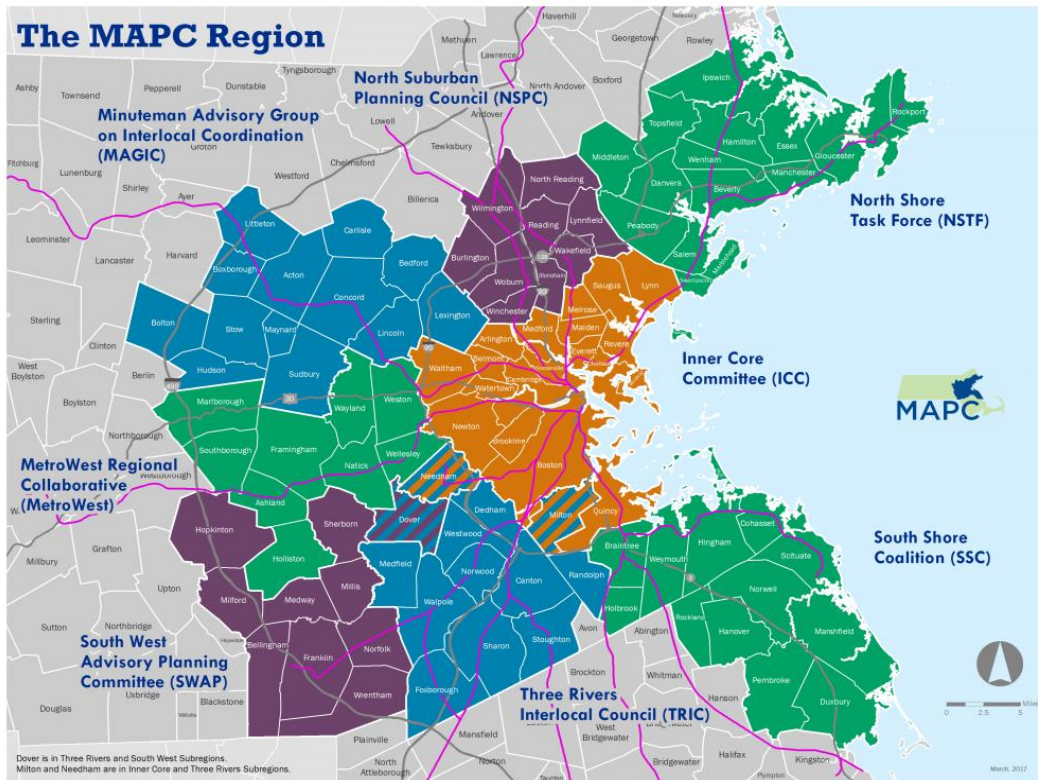 The MAPC Region
Haverhill
Georgetown
Rowley
Methuen
Lawrence
Tyngsborough
Ashby
Townsend
Pepperell
Dunstable
North Suburban
Planning Council (NSPC)
North Andover
Boxford
Ipswich
Minuteman Advisory Group
on Interlocal Coordination
(MAGIC)
Lowell
Andover
Tewksbury
Topsfield
Rockport
Fitchburg
Groton
Chelmsford
Middleton
Hamilton
Essex
Gloucester
Lunenburg
Westford
Wenham
Shirley
Ayer
Billerica
North Reading
Danvers
Manchester
Beverly
Wilmington
North Shore
Task Force (NSTF)
Littleton
Reading
Lynnfield
Peabody
Leominster
Harvard
Carlisle
Burlington
Wakefield
Salem
Marblehead
Lancaster
Boxborough
Acton
Bedford
Woburn
Stoneham
Swampscott
Concord
Saugus
Lynn
Bolton
Stow
Maynard
Lincoln
Lexington
Winchester
Melrose
Sterling
Medford
Malden
Arlington
Revere
Clinton
Hudson
Sudbury
95
Everett
Inner Core
Committee (ICC)
West
Boylston
Berlin
Waltham
Belmont
Somerville
Chelsea
495
Cambridge
Watertown
MAPC
Boylston
Marlborough
20
Wayland
Weston
Newton
Brookline
Northborough
Southborough
Framingham
Natick
Wellesley
Boston
MetroWest Regional
Collaborative
(MetroWest)
Westborough
Needham
Ashland
Dover
Dedham
Milton
Quincy
Hopkinton
Sherborn
Westwood
Cohasset
Grafton
Holliston
Braintree
Weymouth
Hingham
Scituate
South Shore
Coalition (SSC)
Millbury
Medfield
Norwood
Canton
Randolph
3
Upton
Millis
Norwell
Milford
Medway
Walpole
Holbrook
Rockland
Sutton
Northbridge
Hopedale
Avon
Abington
Hanover
Marshfield
South West
Advisory Planning
Committee (SWAP)
Bellingham
Franklin
Norfolk
Sharon
Stoughton
Brockton
Whitman
Pembroke
Uxbridge
Wrentham
Foxborough
Hanson
Duxbury
Douglas
Millville
Blackstone
Three Rivers
Interlocal Council (TRIC)
Miles
0 2.5 5
Plainville
Mansfield
West
Bridgewater
Halifax
Dover is in Three Rivers and South West Subregions.
Milton and Needham are in Inner Core and Three Rivers Subregions.
North
Attleborough
Norton
Bridgewater
Kingston
Plympton
March, 2017